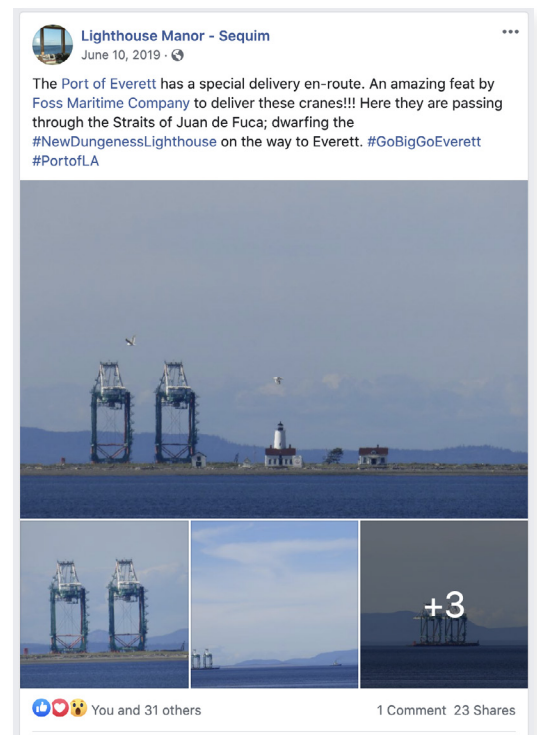 Lighthouse Manor - Sequim
June 10, 2019 ·
The Port of Everett has a special delivery en-route. An amazing feat by
Foss Maritime Company to deliver these cranes!!! Here they are passing
through the Straits of Juan de Fuca; dwarfing the
#NewDungenessLighthouse on the way to Everett. #GoBigGoEverett
#PortofLA
+3
You and 31 others
1 Comment 23 Shares